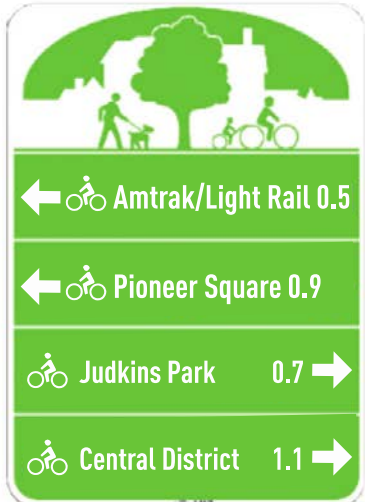 Amtrak/Light Rail 0.5
Pioneer Square 0.9
Judkins Park 0.7
Central District 1.1